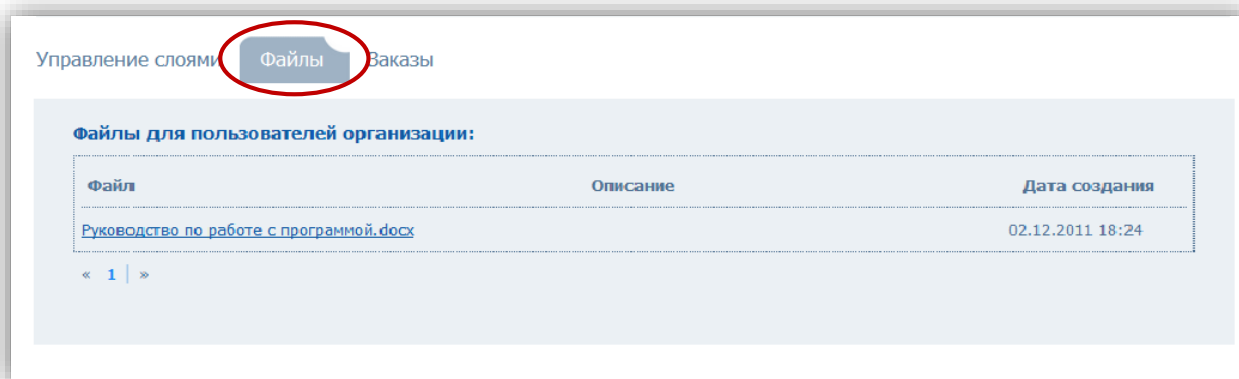 Управление слоями Файлы Заказы
Файлы для пользователей организации:
Файл Описание Дата создания
Руководство по работе с программой.docx 02.12.2011 18:24
« 1 »